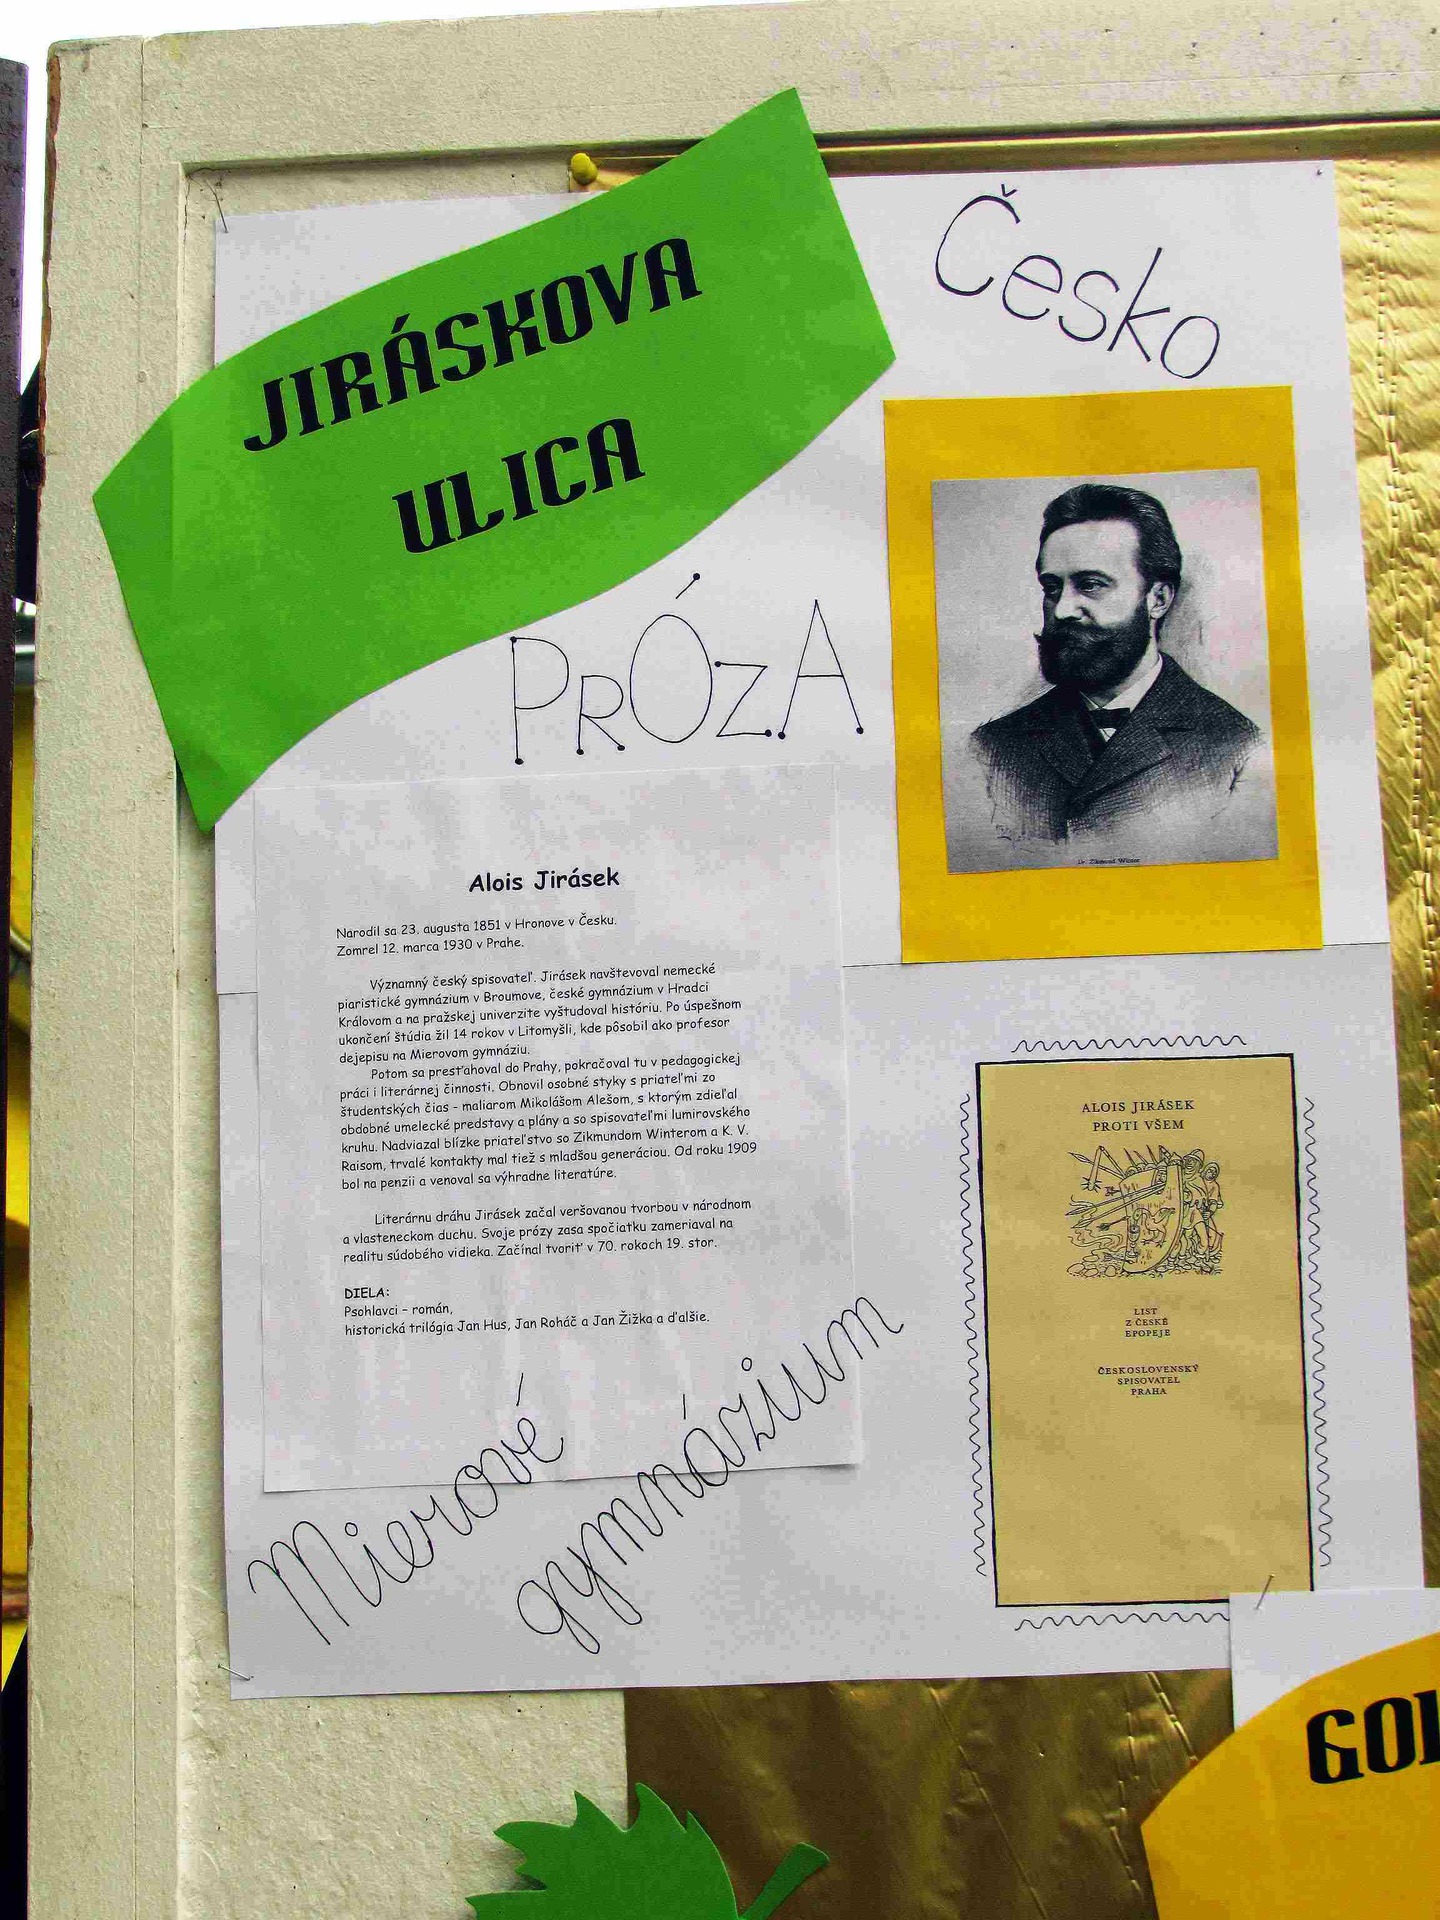 JIRÁSKOVA
ULICA
Česko
PRÓZA
Dr. Zikmund Winter
Alois Jirásek
Narodil sa 23. augusta 1851 v Hronove v Česku.
Zomrel 12. marca 1930 v Prahe.
Významný český spisovateľ. Jirásek navštevoval nemecké
piaristické gymnázium v Broumove, české gymnázium v Hradci
Královom a na pražskej univerzite vyštudoval históriu. Po úspešnom
ukončení štúdia žil 14 rokov v Litomyšli, kde pôsobil ako profesor
dejepisu na Mierovom gymnáziu.
Potom sa presťahoval do Prahy, pokračoval tu v pedagogickej
práci i literárnej činnosti. Obnovil osobné styky s priateľmi zo
študentských čias - maliarom Mikolášom Alešom, s ktorým zdieľal
obdobné umelecké predstavy a plány a so spisovateľmi lumirovského
kruhu. Nadviazal blízke priateľstvo so Zikmundom Winterom a K. V.
Raisom, trvalé kontakty mal tiež s mladšou generáciou. Od roku 1909
bol na penzii a venoval sa výhradne literatúre.
Literárnu dráhu Jirásek začal veršovanou tvorbou v národnom
a vlasteneckom duchu. Svoje prózy zasa spočiatku zameriaval na
realitu súdobého vidieka. Začínal tvoriť v 70. rokoch 19. stor.
DIELA:
Psohlavci – román,
historická trilógia Jan Hus, Jan Roháč a Jan Žižka a ďalšie.
Mierové
gymnázium
ALOIS JIRÁSEK
PROTI VŠEM
LIST
Z ČESKÉ
EPOPEJE
ČESKOSLOVENSKÝ
SPISOVATEL
PRAHA